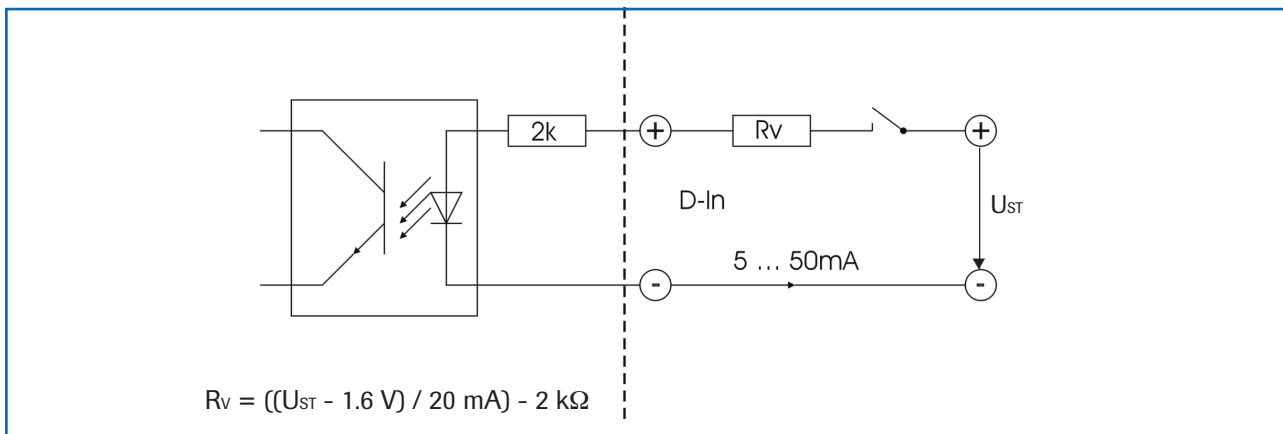 2k
+
Rv
+
D-In
UST
5 ... 50mA
-
-
RV = ((UST - 1.6 V) / 20 mA) - 2 kΩ